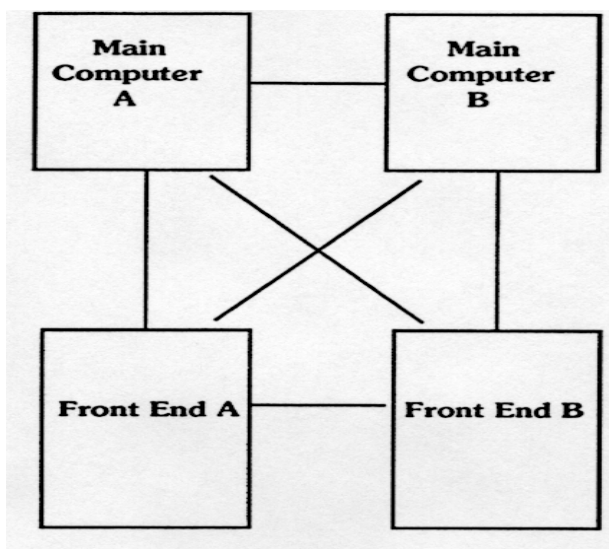 Main
Computer
A
Main
Computer
B
Front End A
Front End B